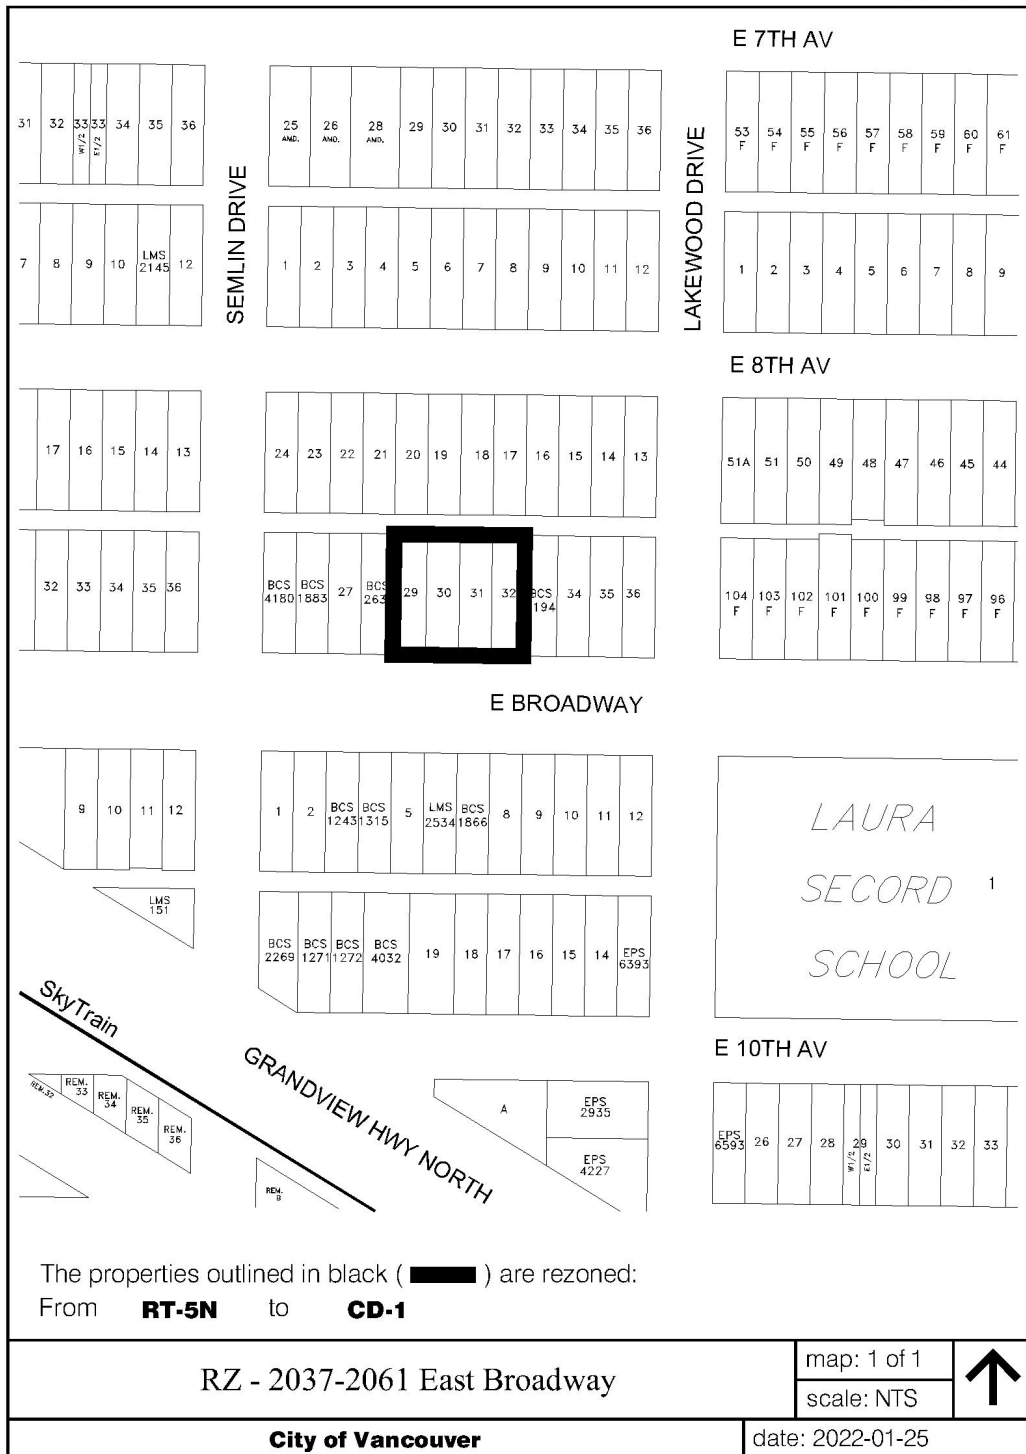 E 7TH AV
31 32 33 W1/2 33 E1/2 34 35 36
25 AMD. 26 AMD. 28 AMD. 29 30 31 32 33 34 35 36
53 F 54 F 55 F 56 F 57 F 58 F 59 F 60 F 61 F
SEMLIN DRIVE
LAKEWOOD DRIVE
7 8 9 10 LMS 2145 12
1 2 3 4 5 6 7 8 9 10 11 12
1 2 3 4 5 6 7 8 9
E 8TH AV
17 16 15 14 13
24 23 22 21 20 19 18 17 16 15 14 13
51A 51 50 49 48 47 46 45 44
32 33 34 35 36
BCS 4180 BCS 1883 27 BCS 263 29 30 31 32 BCS 194 34 35 36
104 F 103 F 102 F 101 F 100 F 99 F 98 F 97 F 96 F
E BROADWAY
9 10 11 12
1 2 BCS 1243 BCS 1315 5 LMS 2534 BCS 1866 8 9 10 11 12
LAURA
SECORD 1
SCHOOL
LMS 151
BCS 2269 BCS 1271 BCS 1272 BCS 4032 19 18 17 16 15 14 EPS 6393
SkyTrain
GRANDVIEW HWY NORTH
E 10TH AV
REM.32 REM. 33 REM. 34 REM. 35 REM. 36
REM. B
A EPS 2935
EPS 4227
EPS 6593 26 27 28 29 W1/2 E1/2 30 31 32 33
The properties outlined in black ( ) are rezoned:
From RT-5N to CD-1
RZ - 2037-2061 East Broadway
map: 1 of 1
scale: NTS
City of Vancouver
date: 2022-01-25